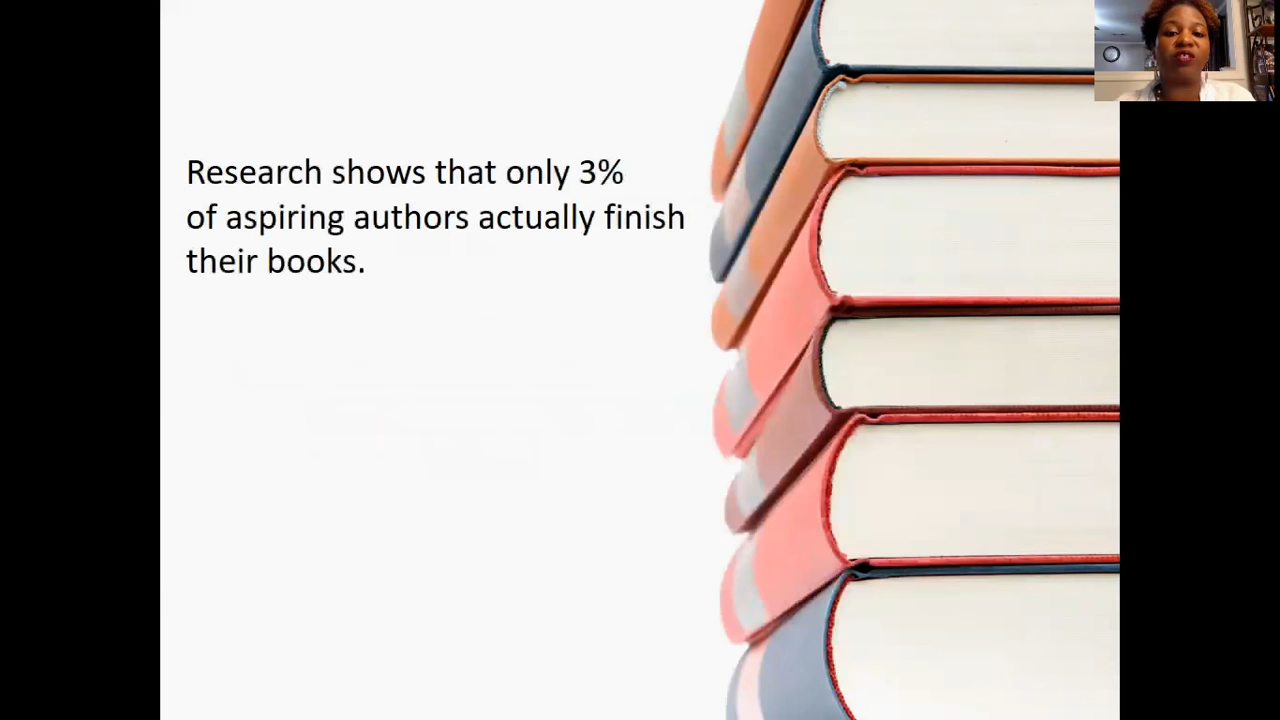 Research shows that only 3%
of aspiring authors actually finish
their books.